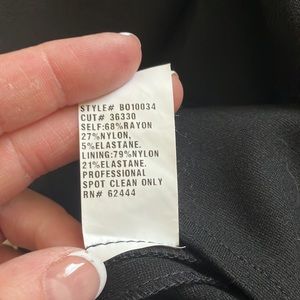 STYLE# BO10034
CUT# 36330
SELF:68%RAYON
27%NYLON,
5%ELASTANE.
LINING:79%NYLON
21%ELASTANE.
PROFESSIONAL
SPOT CLEAN ONLY
RN# 62444